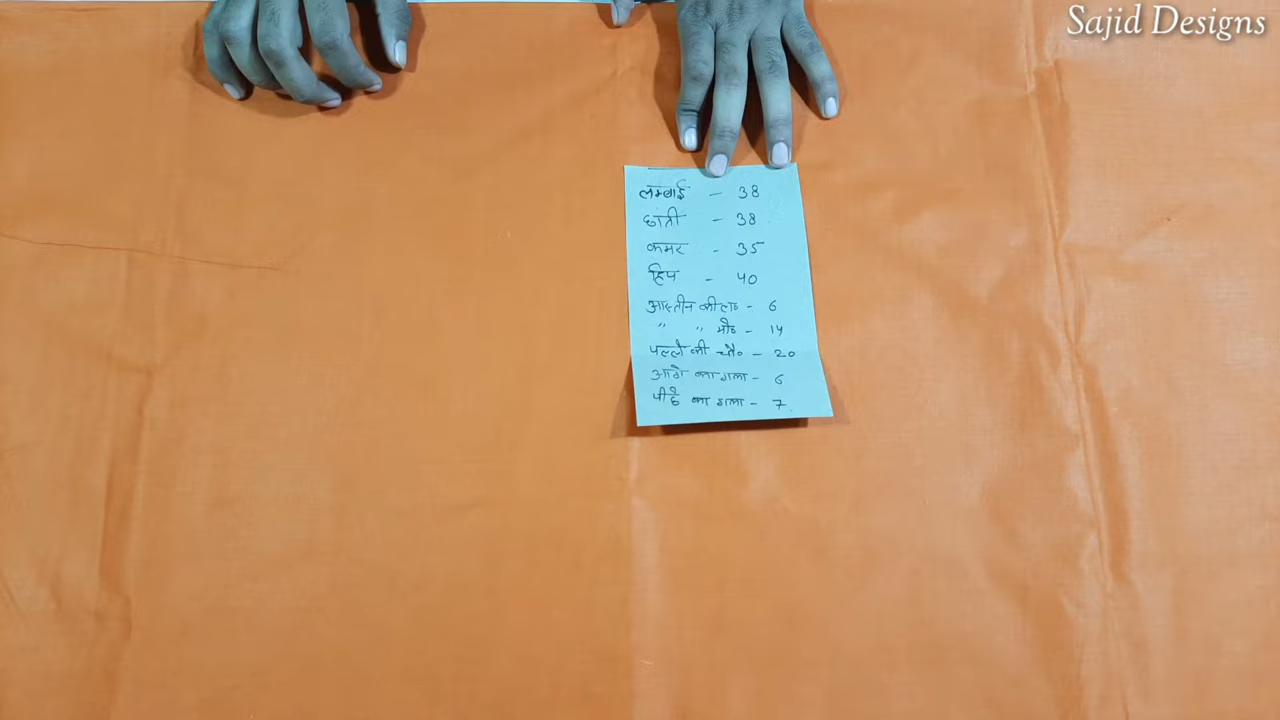 Sajid Designs
लम्बाई - 38
छाती - 38
कमर - 35
हिप - 40
आस्तीन की ल० - 6
" " मौ० - 14
पल्ले की चौ० - 20
आगे का गला - 6
पीछे का गला - 7